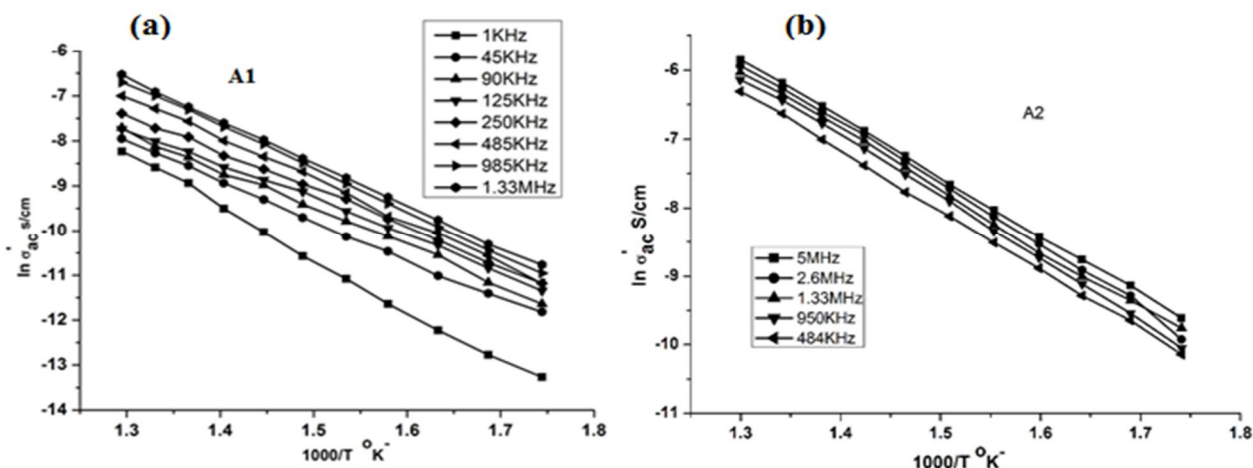 (a)
A1
1KHz
45KHz
90KHz
125KHz
250KHz
485KHz
985KHz
1.33MHz
ln σ'ac s/cm
-6
-7
-8
-9
-10
-11
-12
-13
-14
1.3 1.4 1.5 1.6 1.7 1.8
1000/T °K-
(b)
A2
5MHz
2.6MHz
1.33MHz
950KHz
484KHz
ln σ'ac S/cm
-6
-7
-8
-9
-10
-11
1.3 1.4 1.5 1.6 1.7 1.8
1000/T °K-